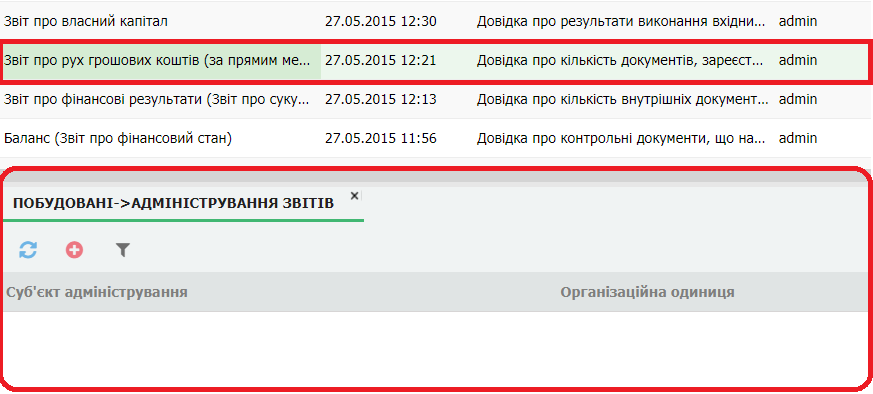 Звіт про власний капітал 27.05.2015 12:30 Довідка про результати виконання вхідни... admin
Звіт про рух грошових коштів (за прямим ме... 27.05.2015 12:21 Довідка про кількість документів, зареєст... admin
Звіт про фінансові результати (Звіт про суку... 27.05.2015 12:13 Довідка про кількість внутрішніх документ... admin
Баланс (Звіт про фінансовий стан) 27.05.2015 11:56 Довідка про контрольні документи, що на... admin
ПОБУДОВАНІ->АДМІНІСТРУВАННЯ ЗВІТІВ
Суб'єкт адміністрування Організаційна одиниця